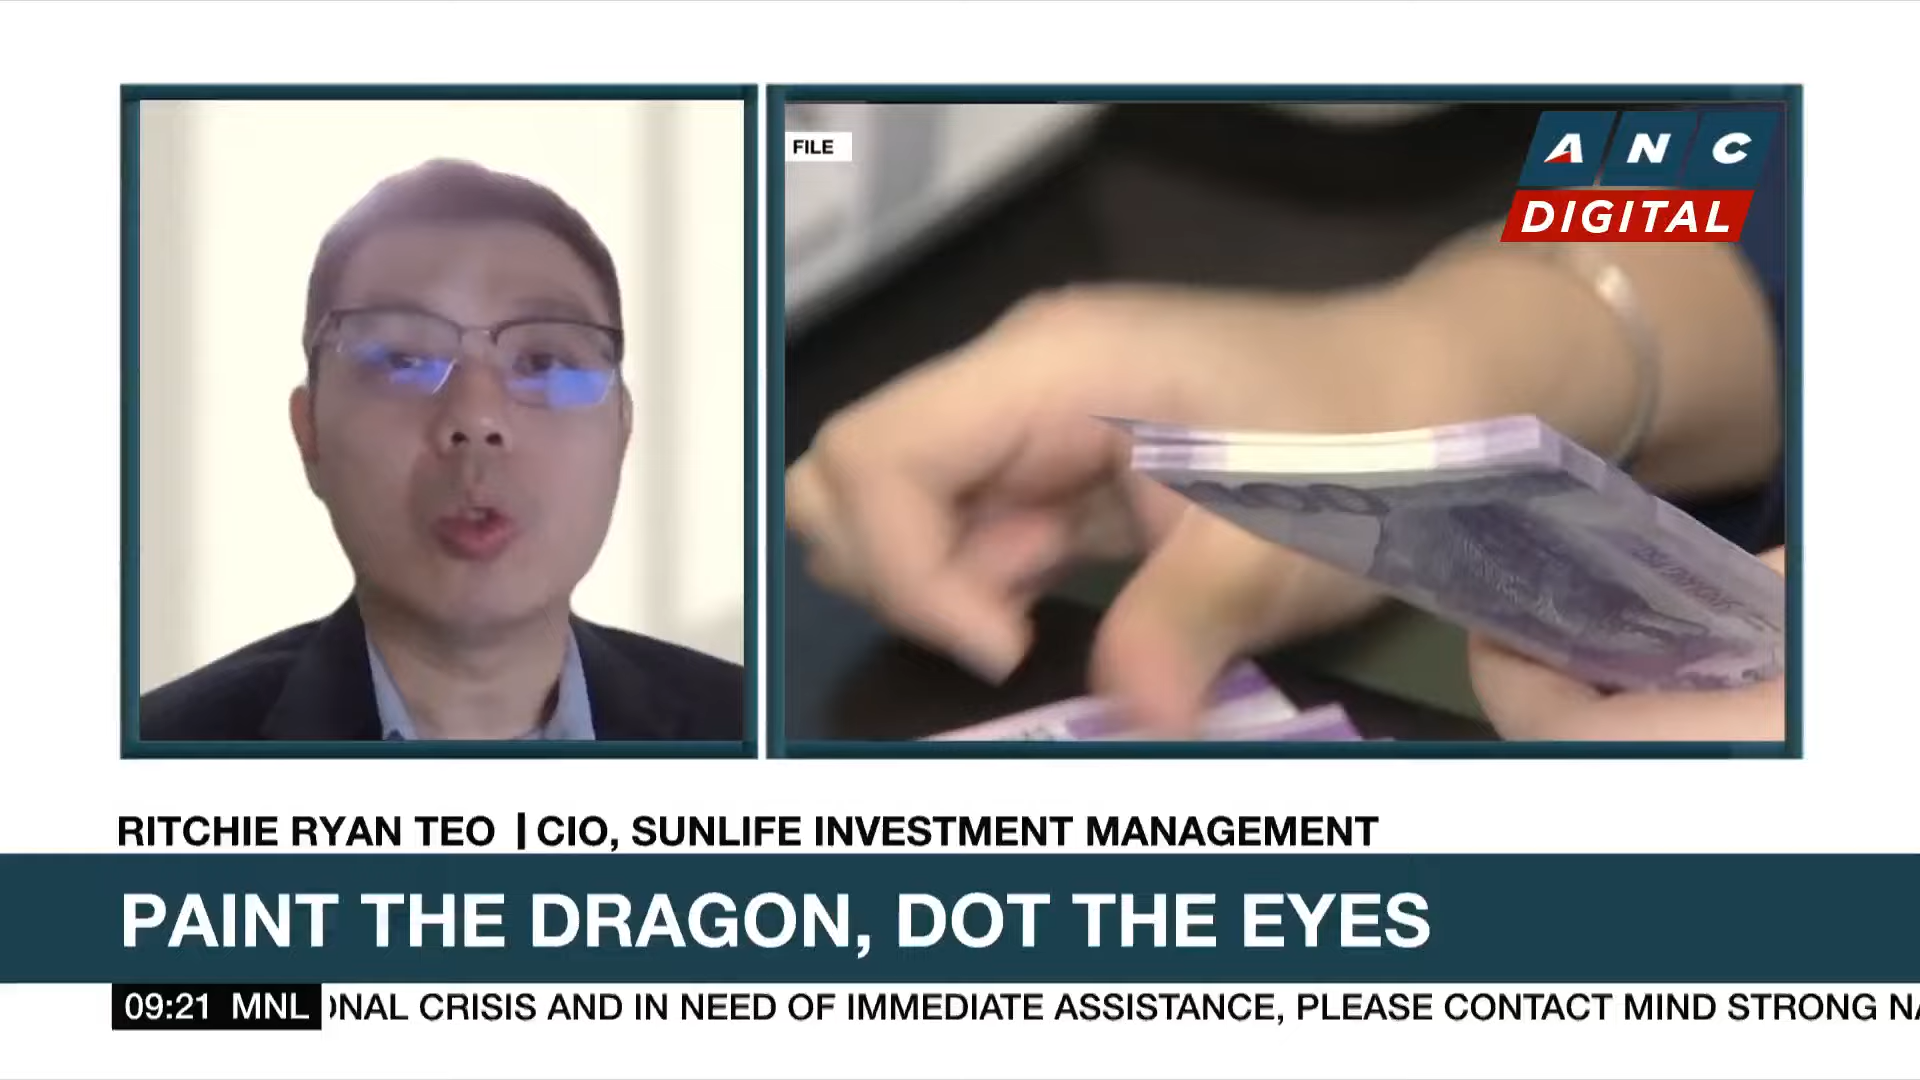 FILE
ANC
DIGITAL
RITCHIE RYAN TEO | CIO, SUNLIFE INVESTMENT MANAGEMENT
PAINT THE DRAGON, DOT THE EYES
09:21 MNL
CRISIS AND IN NEED OF IMMEDIATE ASSISTANCE, PLEASE CONTACT MIND STRONG